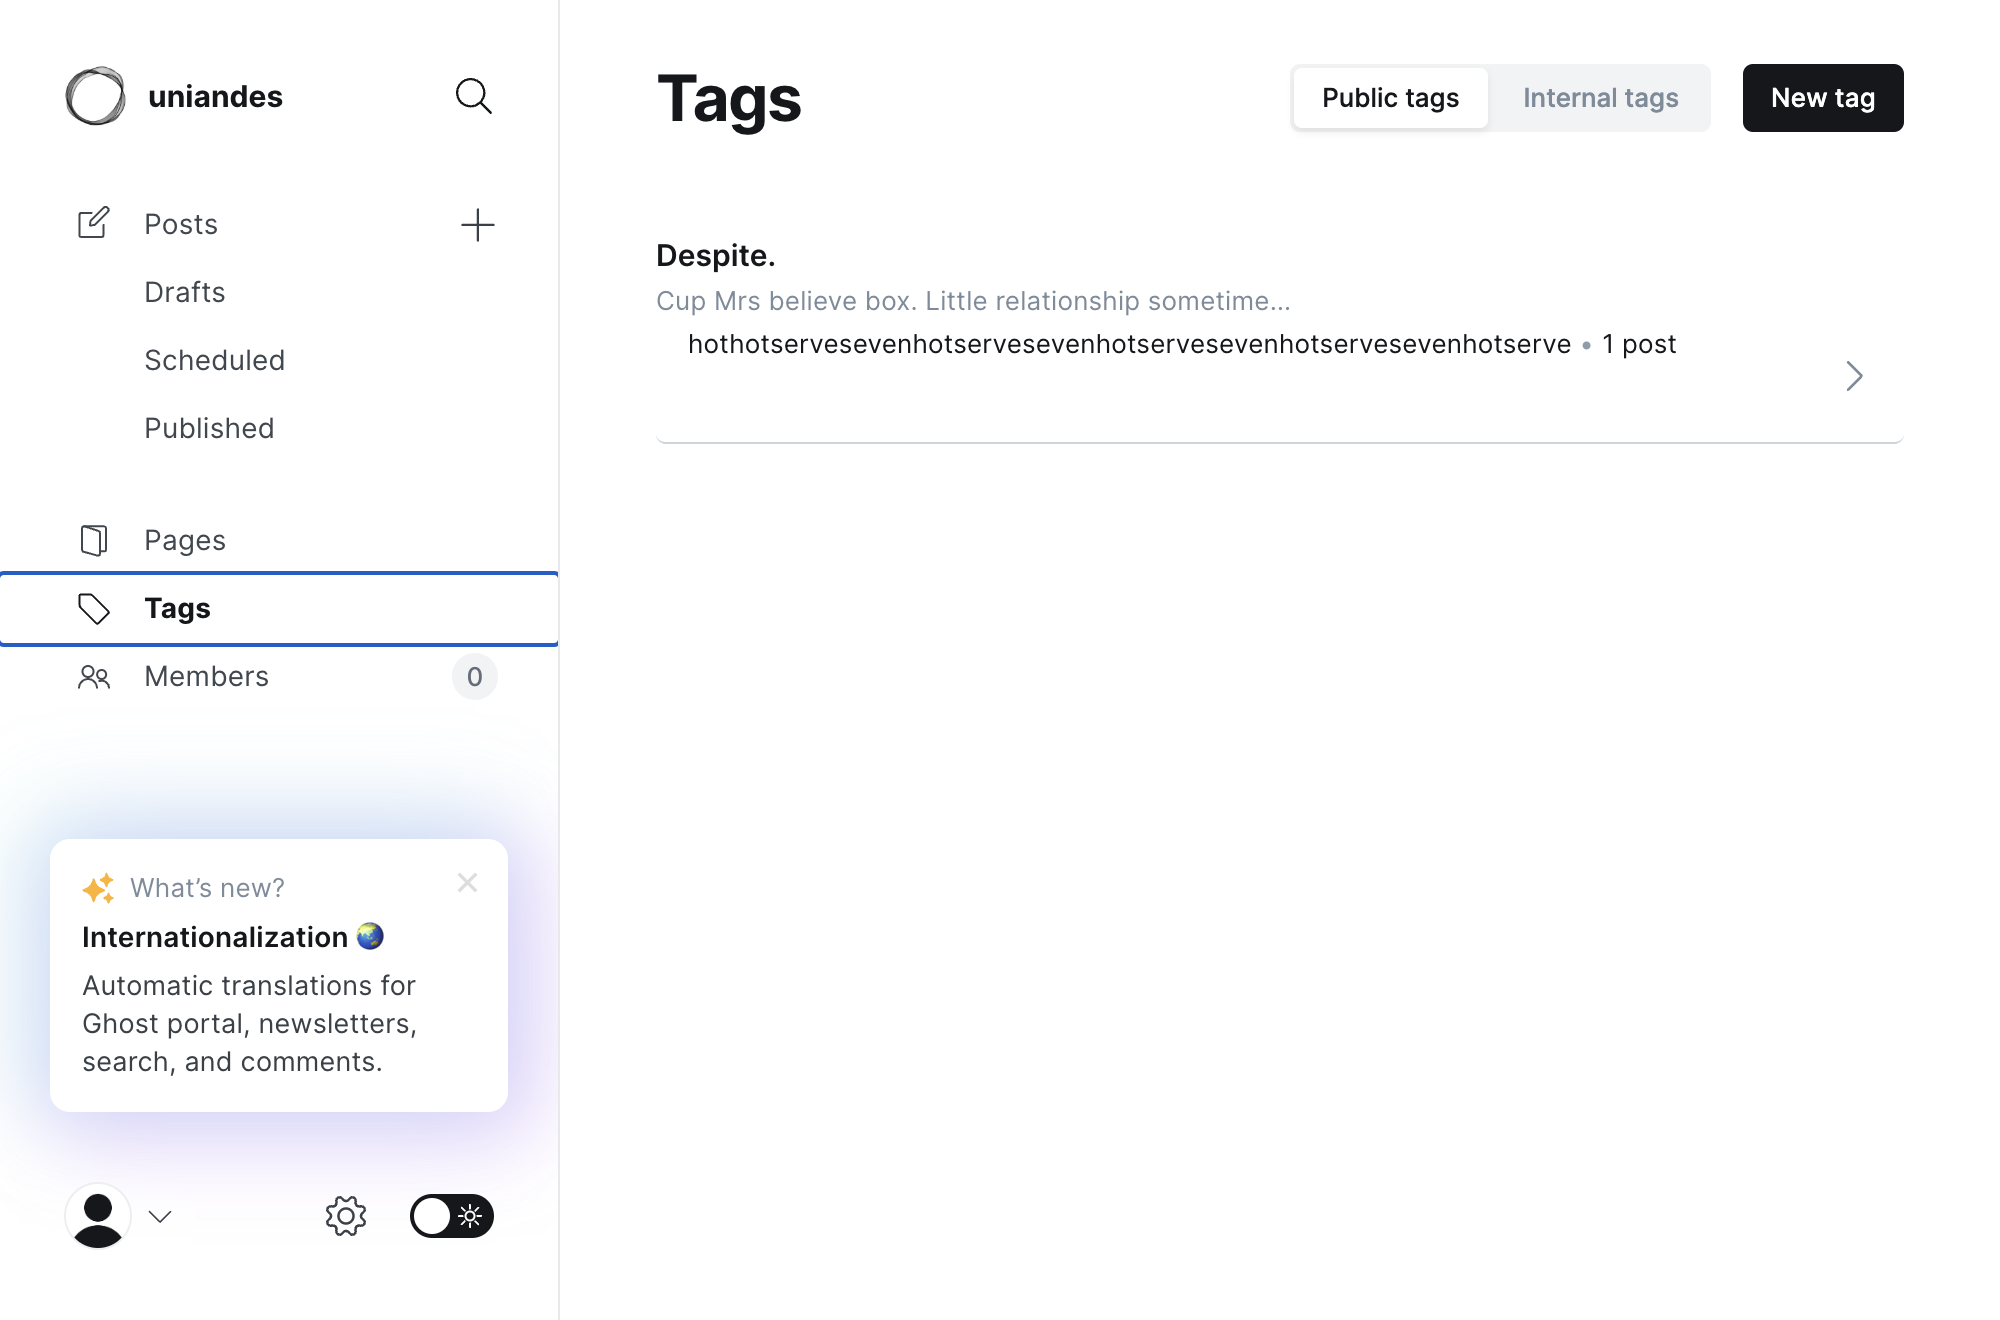 uniandes
Posts
Drafts
Scheduled
Published
Pages
Tags
Members 0
What's new?
Internationalization
Automatic translations for
Ghost portal, newsletters,
search, and comments.
Tags
Public tags Internal tags New tag
Despite.
Cup Mrs believe box. Little relationship sometime...
hothotservesevenhotservesevenhotservesevenhotservesevenhotserve • 1 post